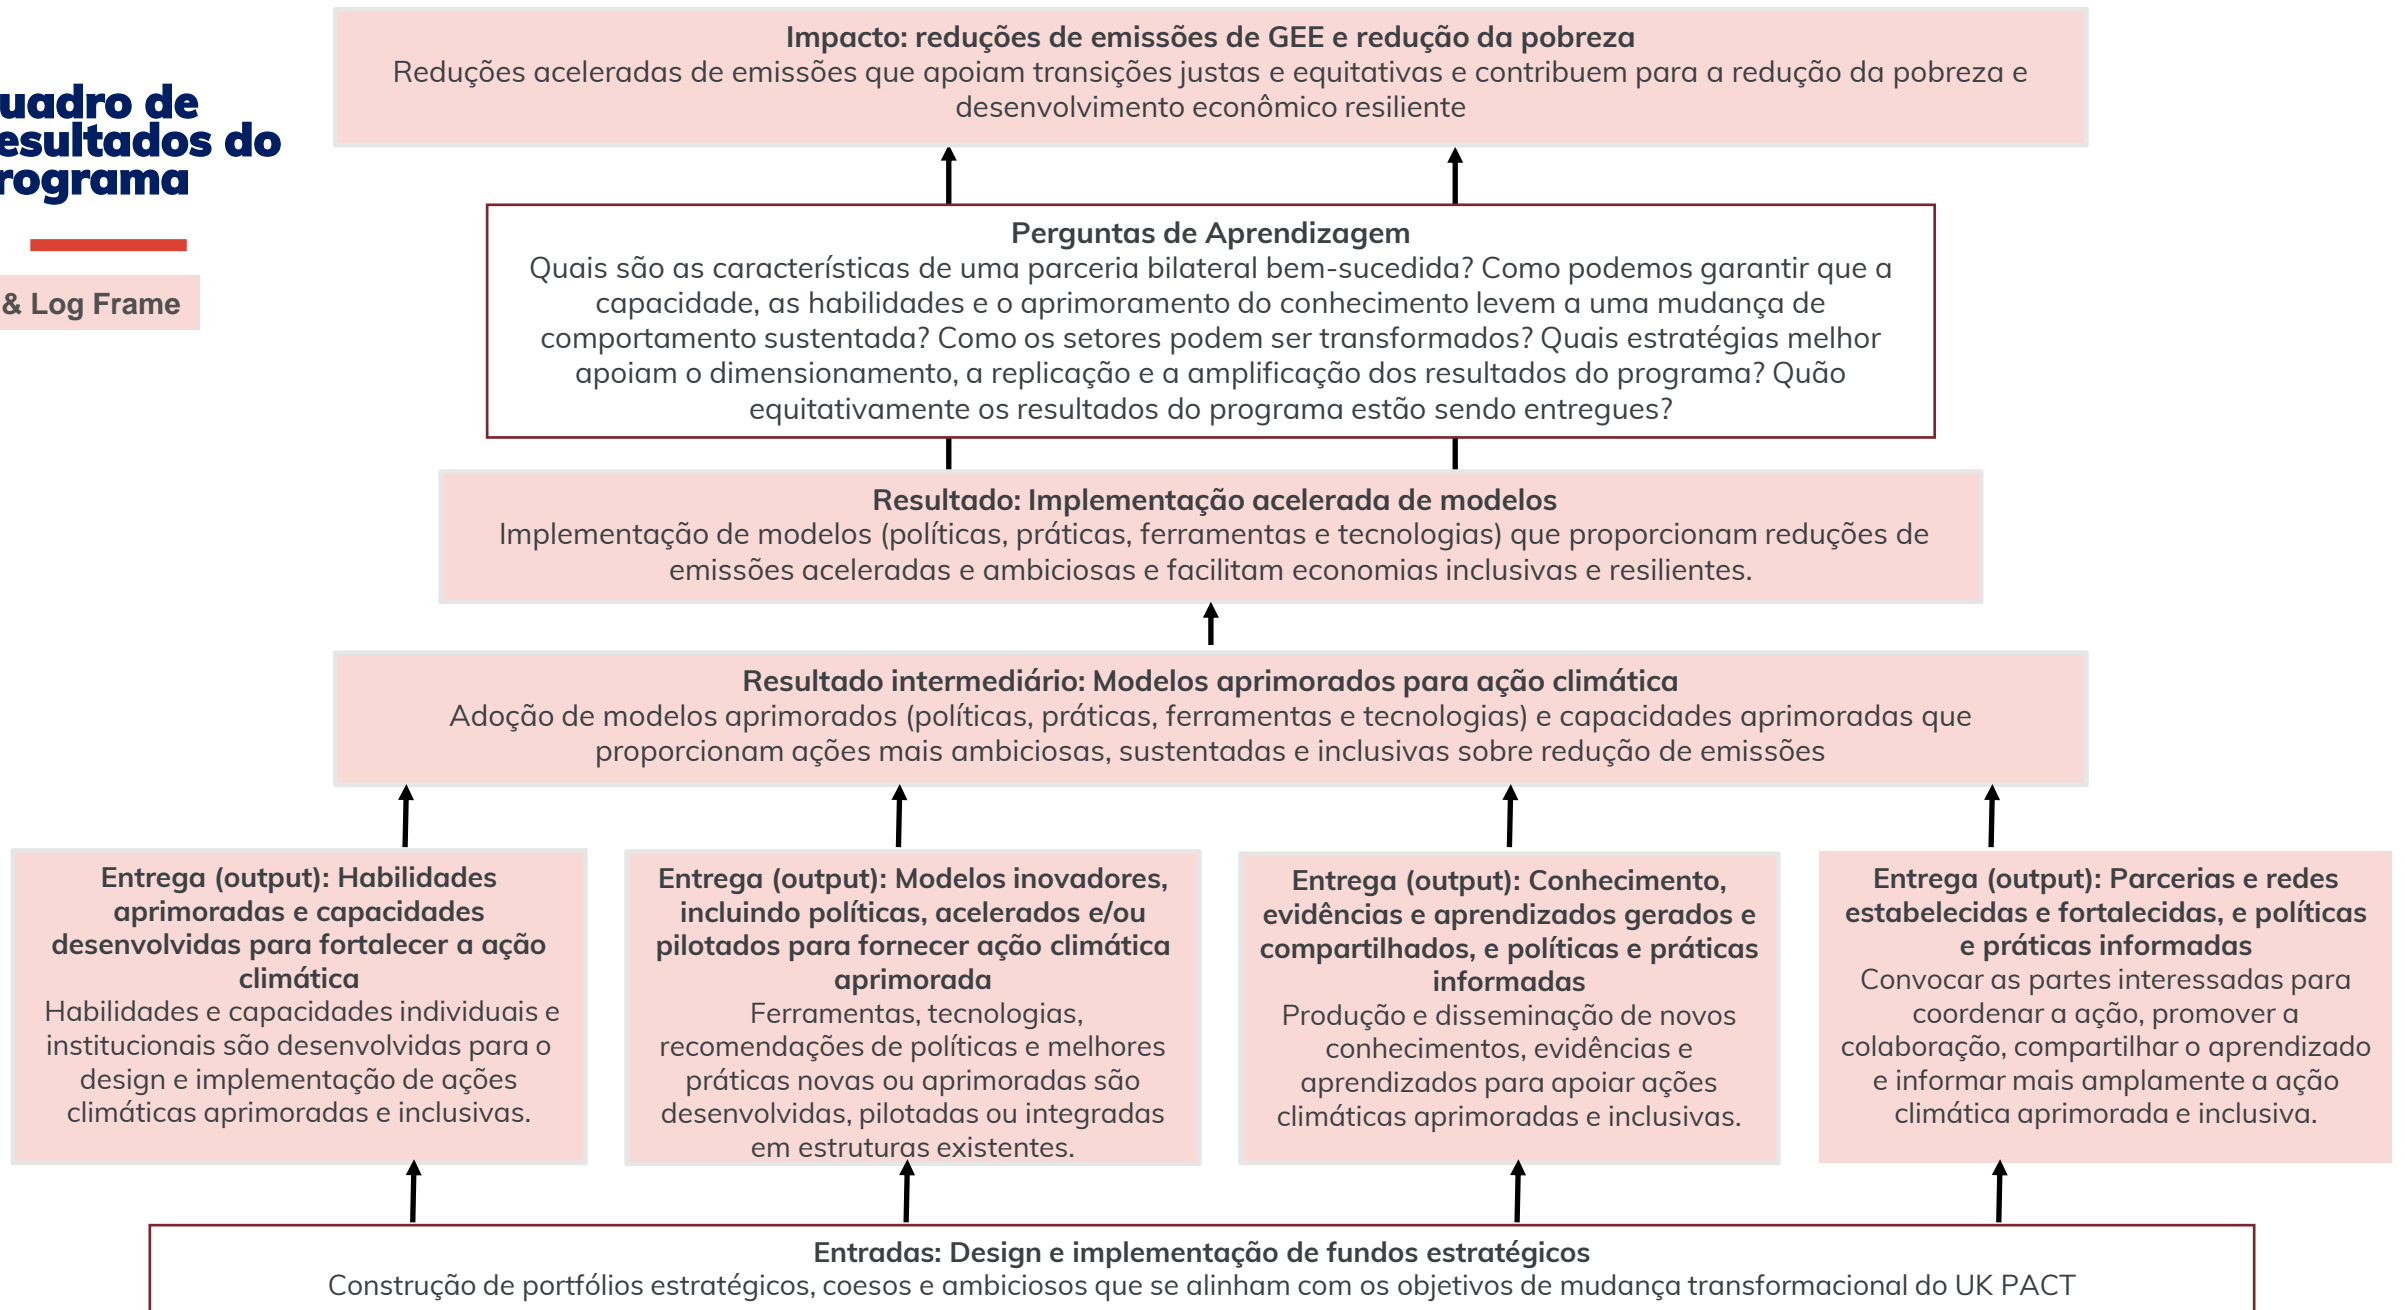 Impacto: reduções de emissões de GEE e redução da pobreza
Reduções aceleradas de emissões que apoiam transições justas e equitativas e contribuem para a redução da pobreza e
desenvolvimento econômico resiliente
uadro de
esultados do
rograma
& Log Frame
Perguntas de Aprendizagem
Quais são as características de uma parceria bilateral bem-sucedida? Como podemos garantir que a
capacidade, as habilidades e o aprimoramento do conhecimento levem a uma mudança de
comportamento sustentada? Como os setores podem ser transformados? Quais estratégias melhor
apoiam o dimensionamento, a replicação e a amplificação dos resultados do programa? Quão
equitativamente os resultados do programa estão sendo entregues?
Resultado: Implementação acelerada de modelos
Implementação de modelos (políticas, práticas, ferramentas e tecnologias) que proporcionam reduções de
emissões aceleradas e ambiciosas e facilitam economias inclusivas e resilientes.
Resultado intermediário: Modelos aprimorados para ação climática
Adoção de modelos aprimorados (políticas, práticas, ferramentas e tecnologias) e capacidades aprimoradas que
proporcionam ações mais ambiciosas, sustentadas e inclusivas sobre redução de emissões
Entrega (output): Habilidades
aprimoradas e capacidades
desenvolvidas para fortalecer a ação
climática
Habilidades e capacidades individuais e
institucionais são desenvolvidas para o
design e implementação de ações
climáticas aprimoradas e inclusivas.
Entrega (output): Modelos inovadores,
incluindo políticas, acelerados e/ou
pilotados para fornecer ação climática
aprimorada
Ferramentas, tecnologias,
recomendações de políticas e melhores
práticas novas ou aprimoradas são
desenvolvidas, pilotadas ou integradas
em estruturas existentes.
Entrega (output): Conhecimento,
evidências e aprendizados gerados e
compartilhados, e políticas e práticas
informadas
Produção e disseminação de novos
conhecimentos, evidências e
aprendizados para apoiar ações
climáticas aprimoradas e inclusivas.
Entrega (output): Parcerias e redes
estabelecidas e fortalecidas, e políticas
e práticas informadas
Convocar as partes interessadas para
coordenar a ação, promover a
colaboração, compartilhar o aprendizado
e informar mais amplamente a ação
climática aprimorada e inclusiva.
Entradas: Design e implementação de fundos estratégicos
Construção de portfólios estratégicos, coesos e ambiciosos que se alinham com os objetivos de mudança transformacional do UK PACT